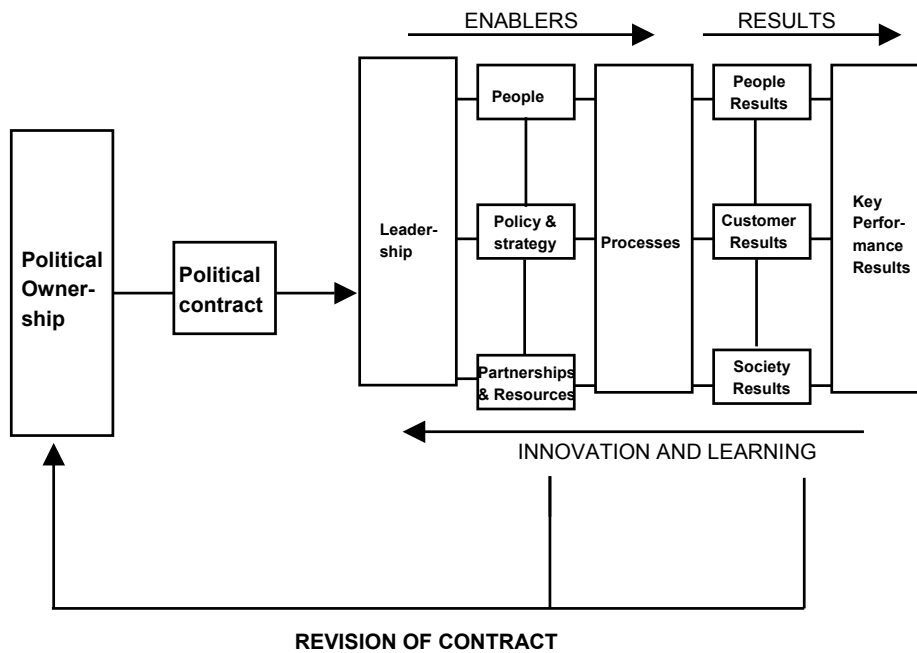 ENABLERS
RESULTS
People
People
Results
Leader-
ship
Policy &
strategy
Processes
Customer
Results
Key
Perfor-
mance
Results
Political
Owner-
ship
Political
contract
Partnerships
& Resources
Society
Results
INNOVATION AND LEARNING
REVISION OF CONTRACT